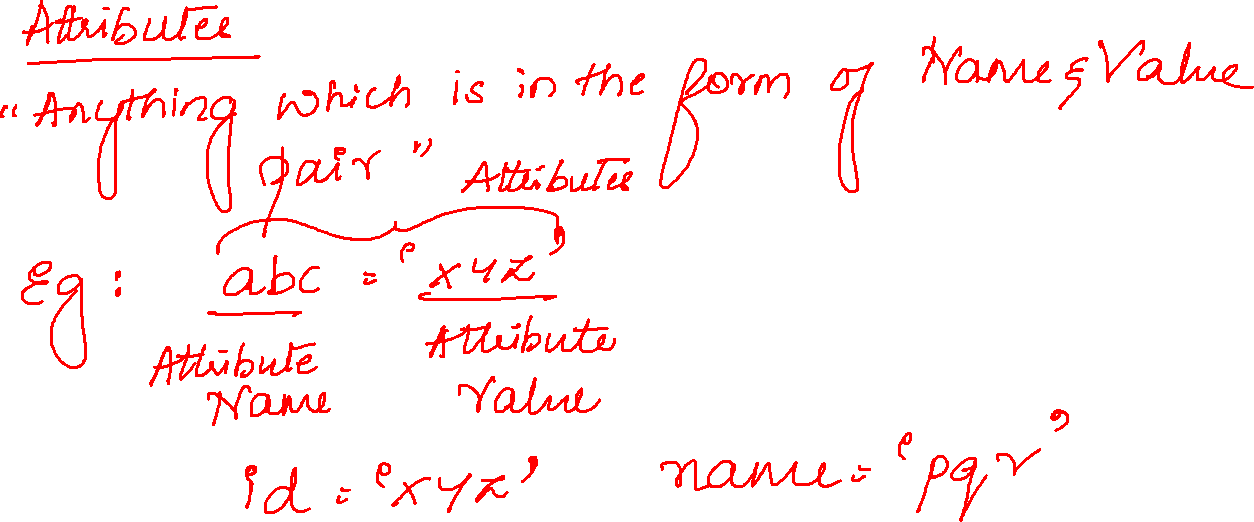 Attributes
"Anything which is in the form of Name & Value
pair"
Attributes
Eg: abc = 'xyz'
Attribute Name
Attribute Value
id = 'xyz' name = 'pqr'